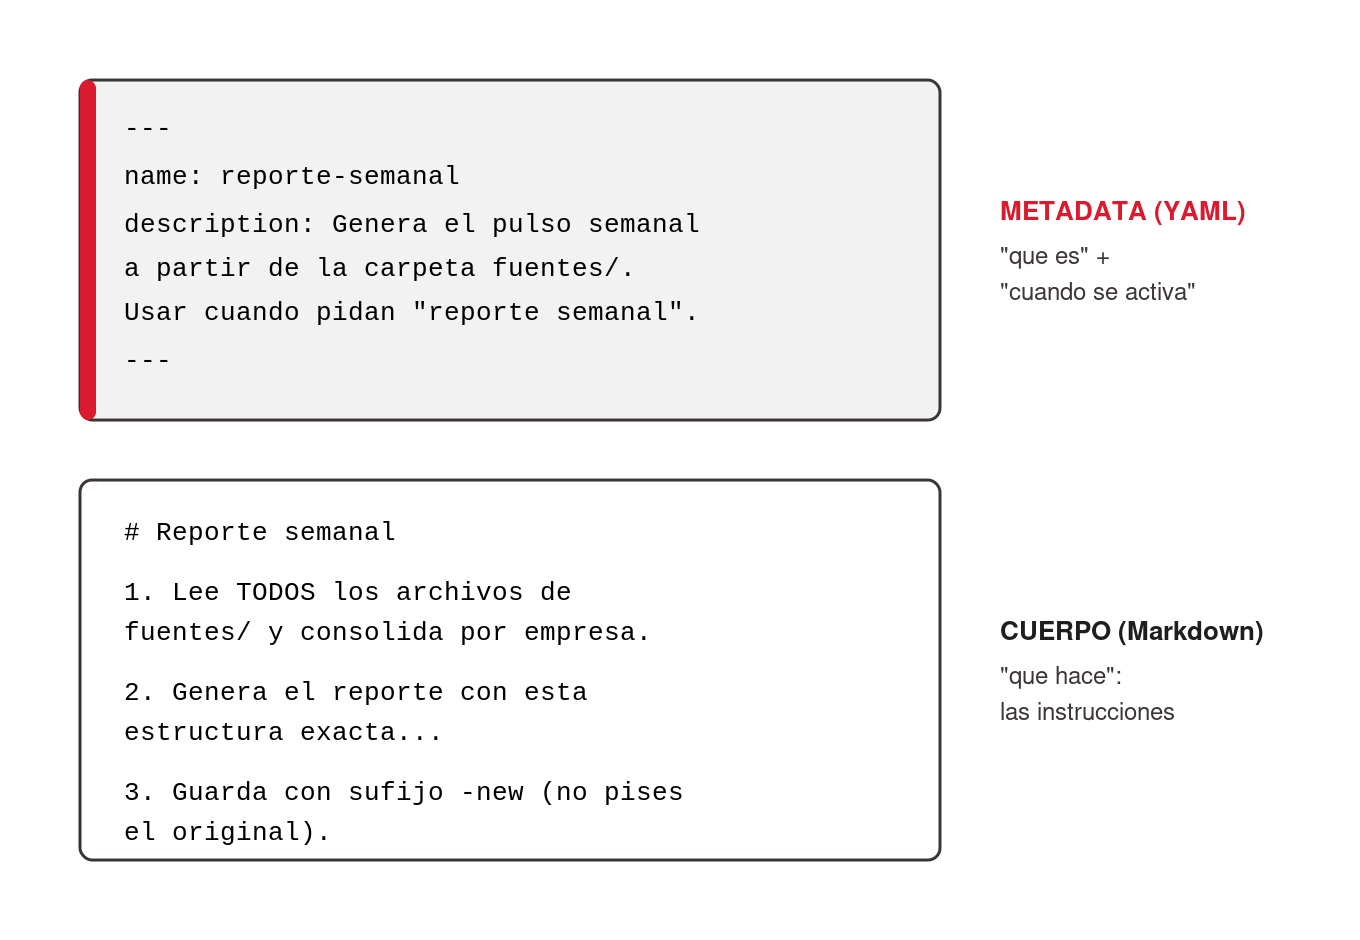 ---
name: reporte-semanal
description: Genera el pulso semanal
a partir de la carpeta fuentes/.
Usar cuando pidan "reporte semanal".
---
METADATA (YAML)
"que es" +
"cuando se activa"
# Reporte semanal
1. Lee TODOS los archivos de
fuentes/ y consolida por empresa.
2. Genera el reporte con esta
estructura exacta...
3. Guarda con sufijo -new (no pises
el original).
CUERPO (Markdown)
"que hace":
las instrucciones